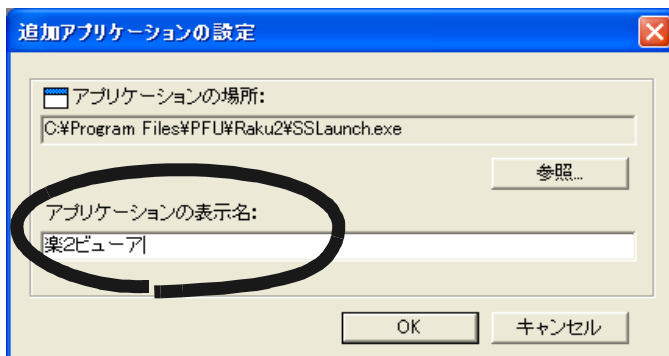 追加アプリケーションの設定
アプリケーションの場所:
C:¥Program Files¥PFU¥Raku2¥SSLaunch.exe
参照...
アプリケーションの表示名:
楽2ビューア
OK
キャンセル